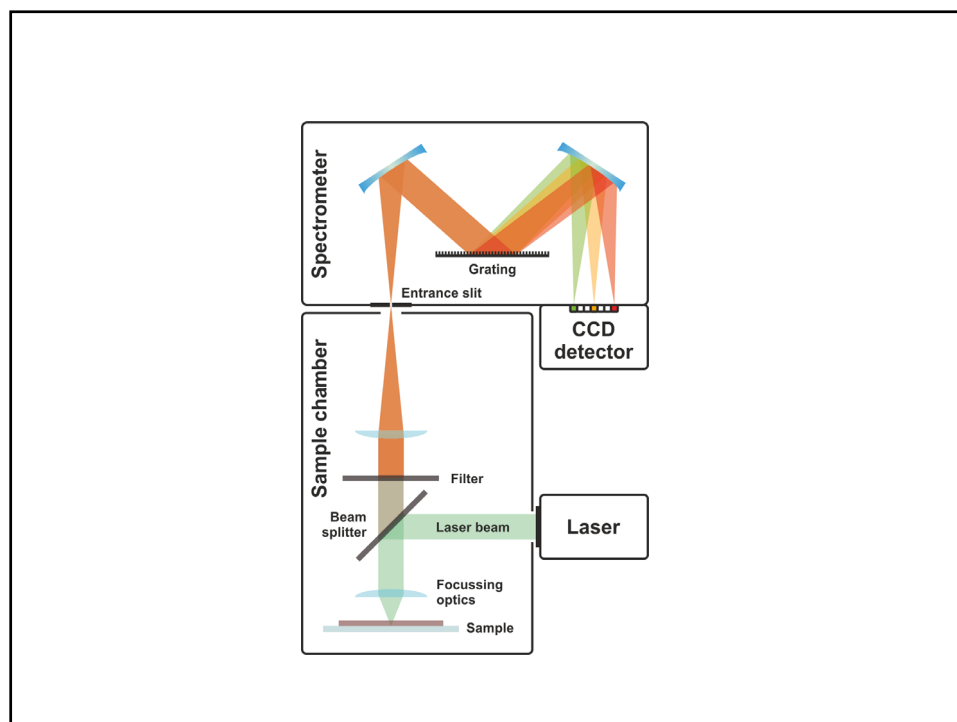 Spectrometer
Grating
Entrance slit
CCD
detector
Sample chamber
Filter
Beam
splitter
Laser beam
Laser
Focussing
optics
Sample